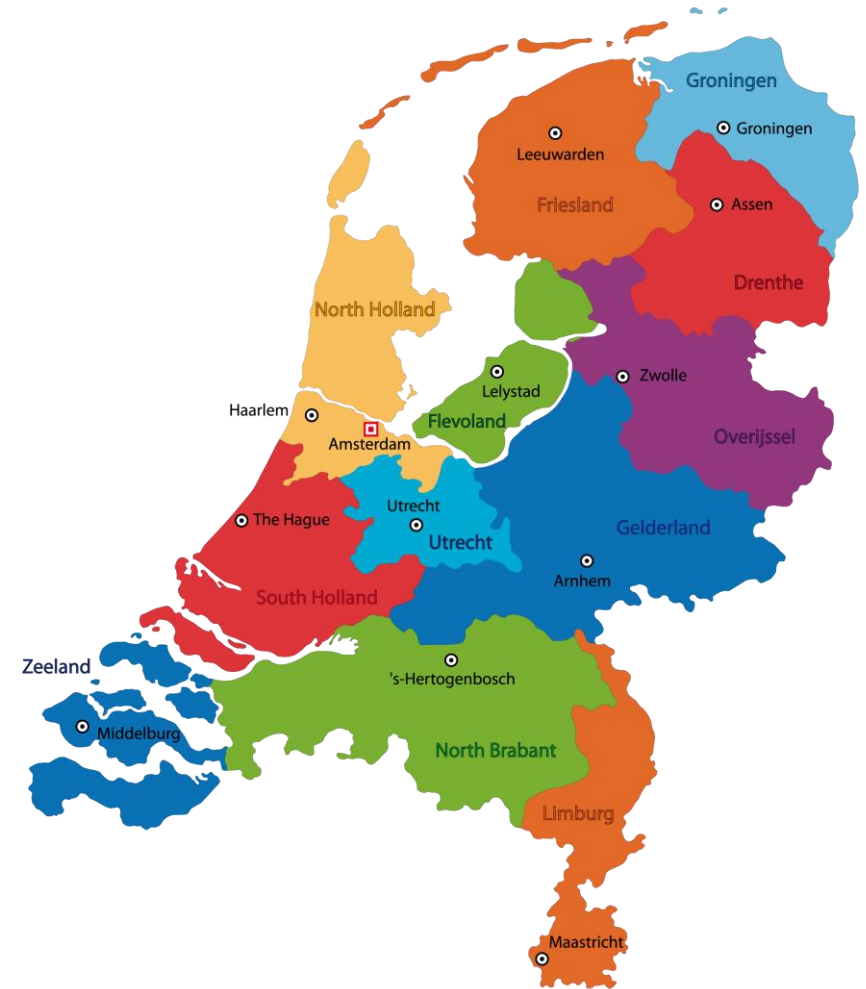 Groningen
Groningen
Leeuwarden
Friesland
Assen
Drenthe
North Holland
Lelystad
Zwolle
Haarlem
Flevoland
Amsterdam
Overijssel
Utrecht
The Hague
Utrecht
Gelderland
Arnhem
South Holland
Zeeland
's-Hertogenbosch
Middelburg
North Brabant
Limburg
Maastricht